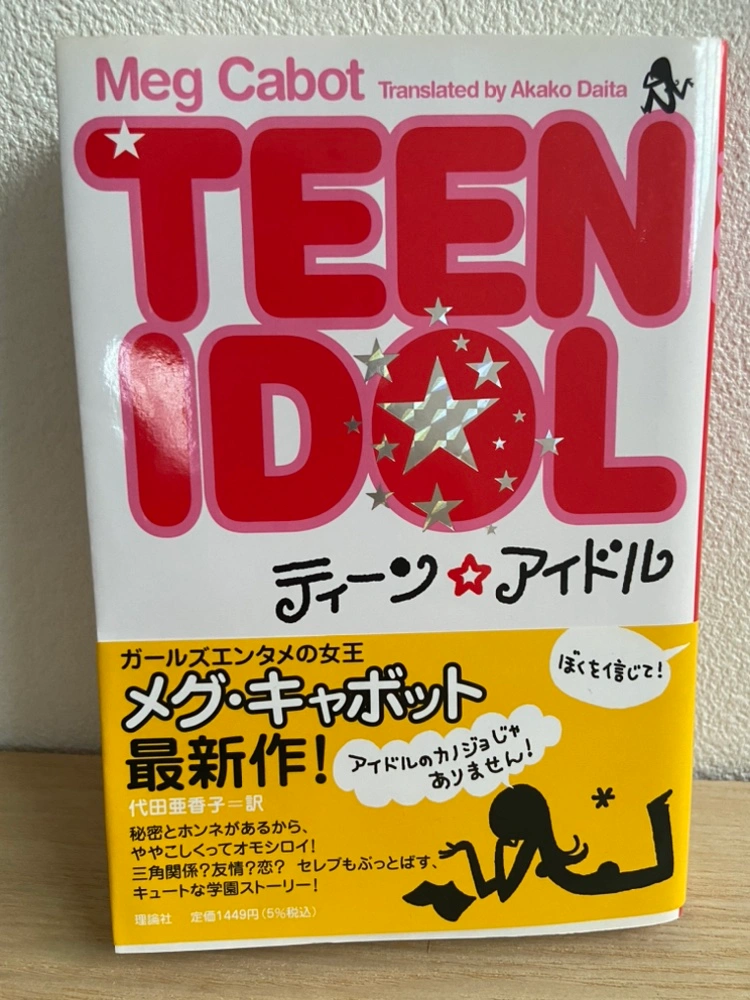 Meg Cabot Translated by Akako Daita
TEEN
IDOL
ティーン☆アイドル
ガールズエンタメの女王
メグ・キャボット
最新作!
代田亜香子=訳
ぼくを信じて!
アイドルのカノジョじゃ
ありません!
秘密とホンネがあるから、
ややこしくってオモシロイ!
三角関係?友情?恋? セレブもぶっとばす、
キュートな学園ストーリー!
理論社 定価1449円(5%税込)